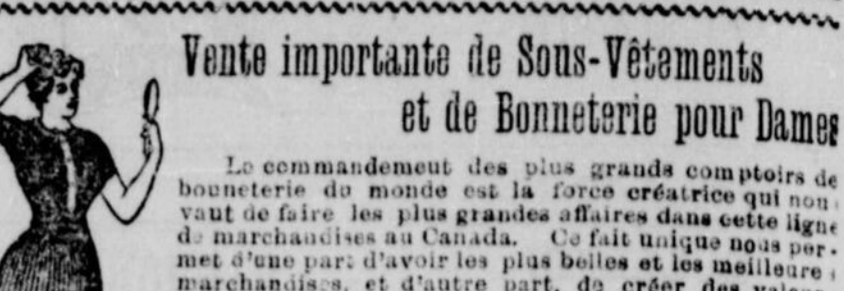 Vente importante de Sous-Vêtements
et de Bonneterie pour Dames
Le commandement des plus grands comptoirs de
bonneterie du monde est la force créatrice qui nous
vaut de faire les plus grandes affaires dans cette ligne
de marchandises au Canada. Ce fait unique nous per-
met d'une part d'avoir les plus belles et les meilleures
marchandises, et d'autre part, de créer des valeurs